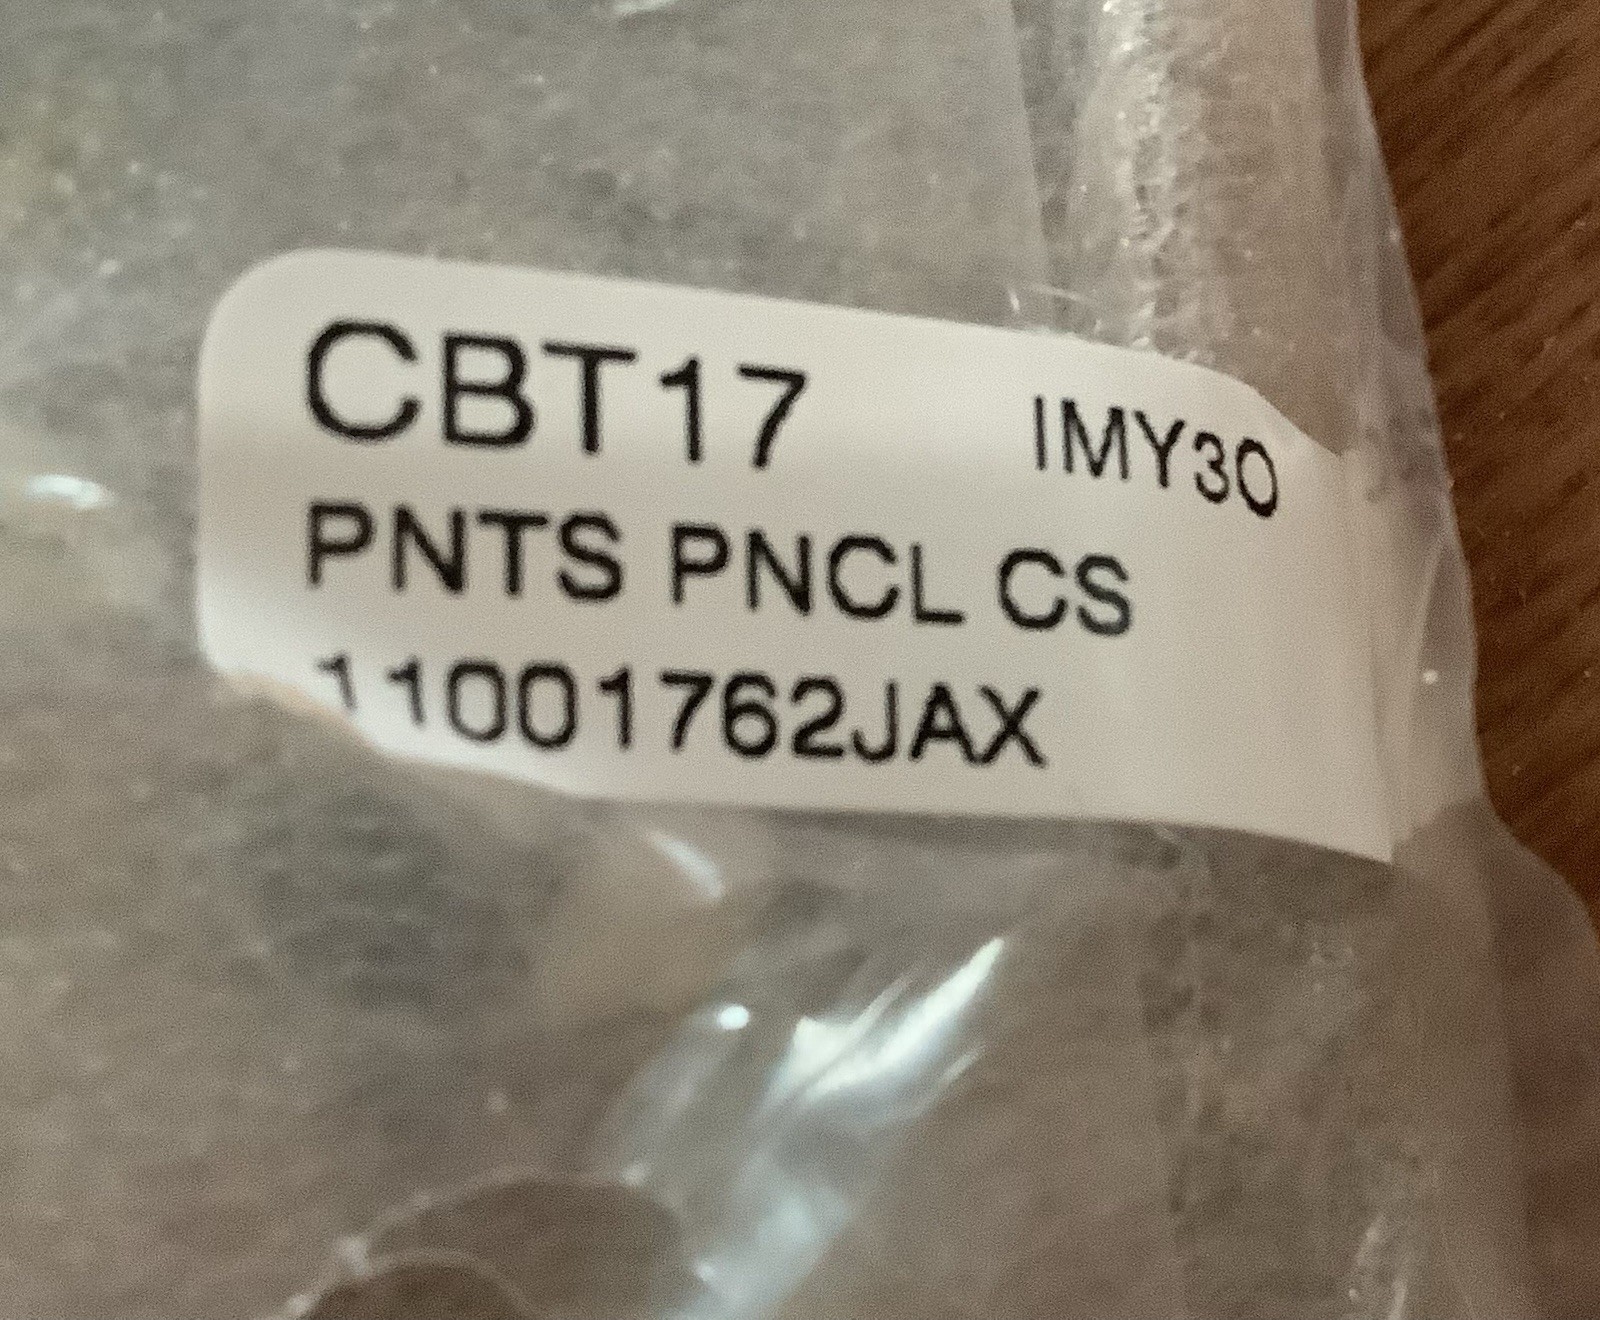 CBT17 IMY30
PNTS PNCL CS
11001762JAX